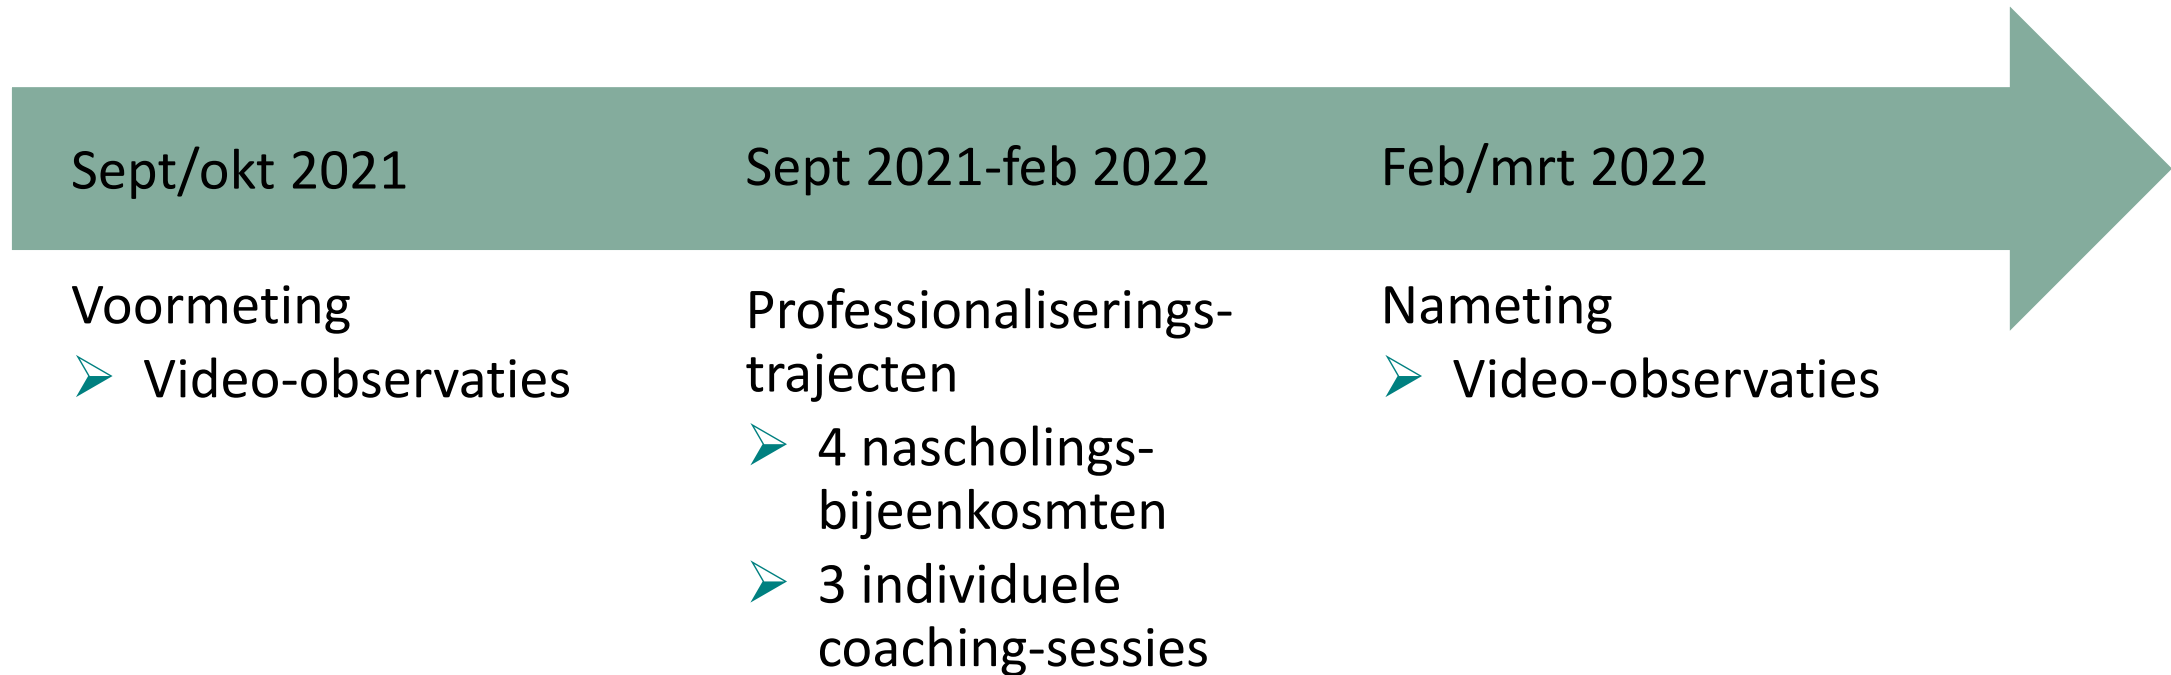 Sept/okt 2021
Sept 2021-feb 2022
Feb/mrt 2022
Voormeting
Video-observaties
Professionaliserings-
trajecten
4 nascholings-
bijeenkosmten
3 individuele
coaching-sessies
Nameting
Video-observaties